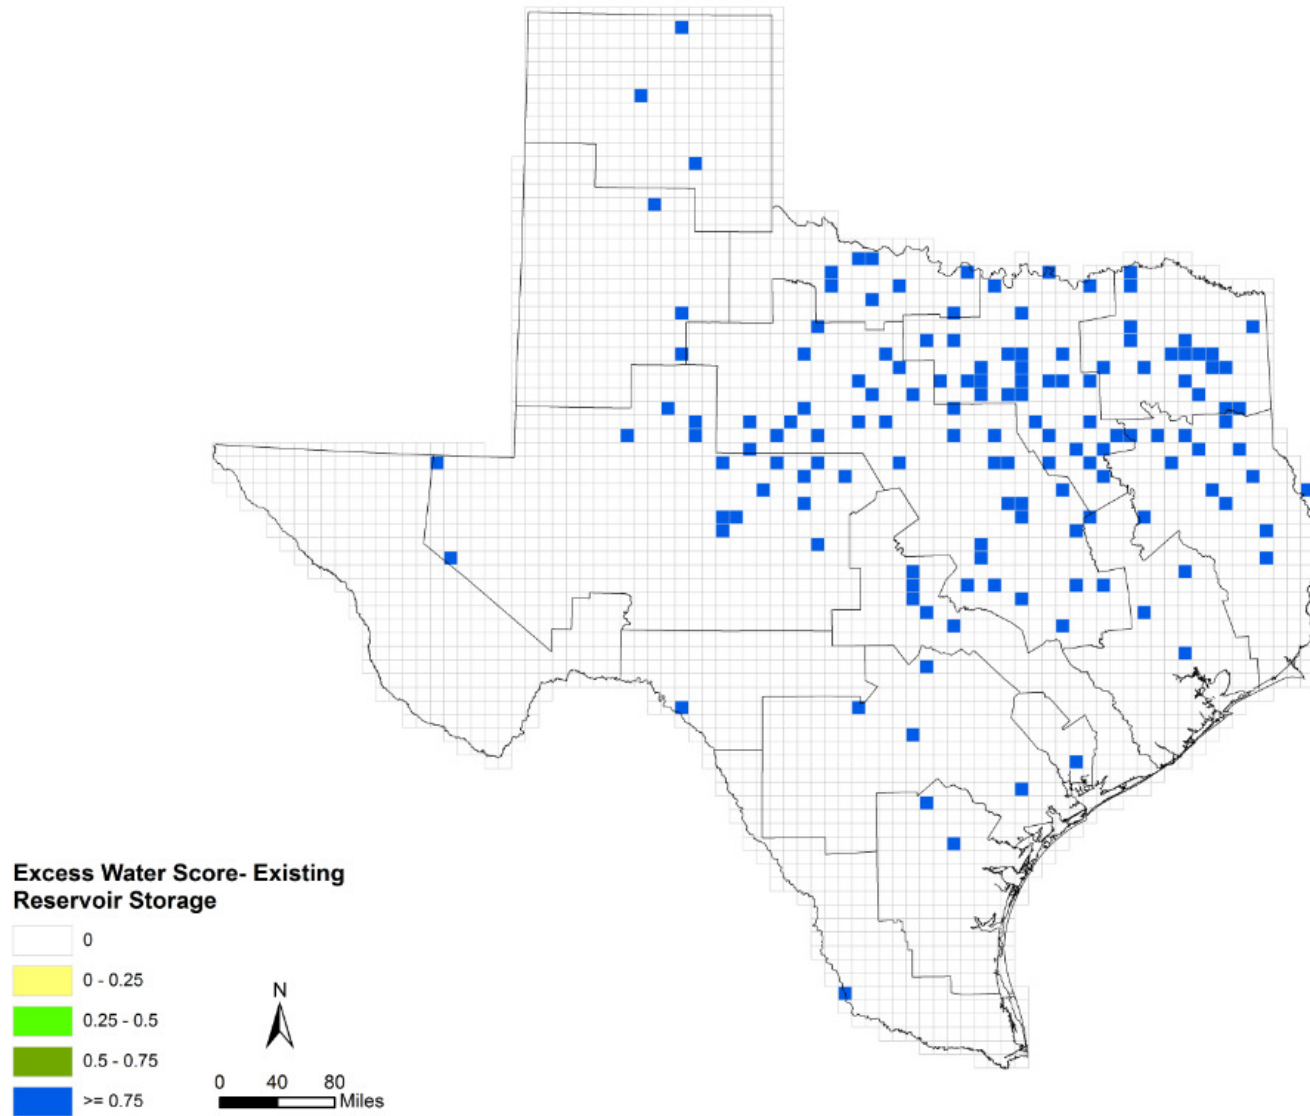 Excess Water Score- Existing
Reservoir Storage
0
0 - 0.25
0.25 - 0.5
0.5 - 0.75
>= 0.75
N
0 40 80
Miles